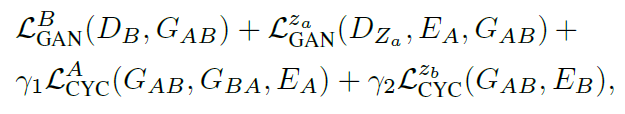 $\mathcal{L}_{\text{GAN}}^{B}(D_B, G_{AB}) + \mathcal{L}_{\text{GAN}}^{z_a}(D_{Z_a}, E_A, G_{AB}) +$
$\gamma_1 \mathcal{L}_{\text{CYC}}^{A}(G_{AB}, G_{BA}, E_A) + \gamma_2 \mathcal{L}_{\text{CYC}}^{z_b}(G_{AB}, E_B),$